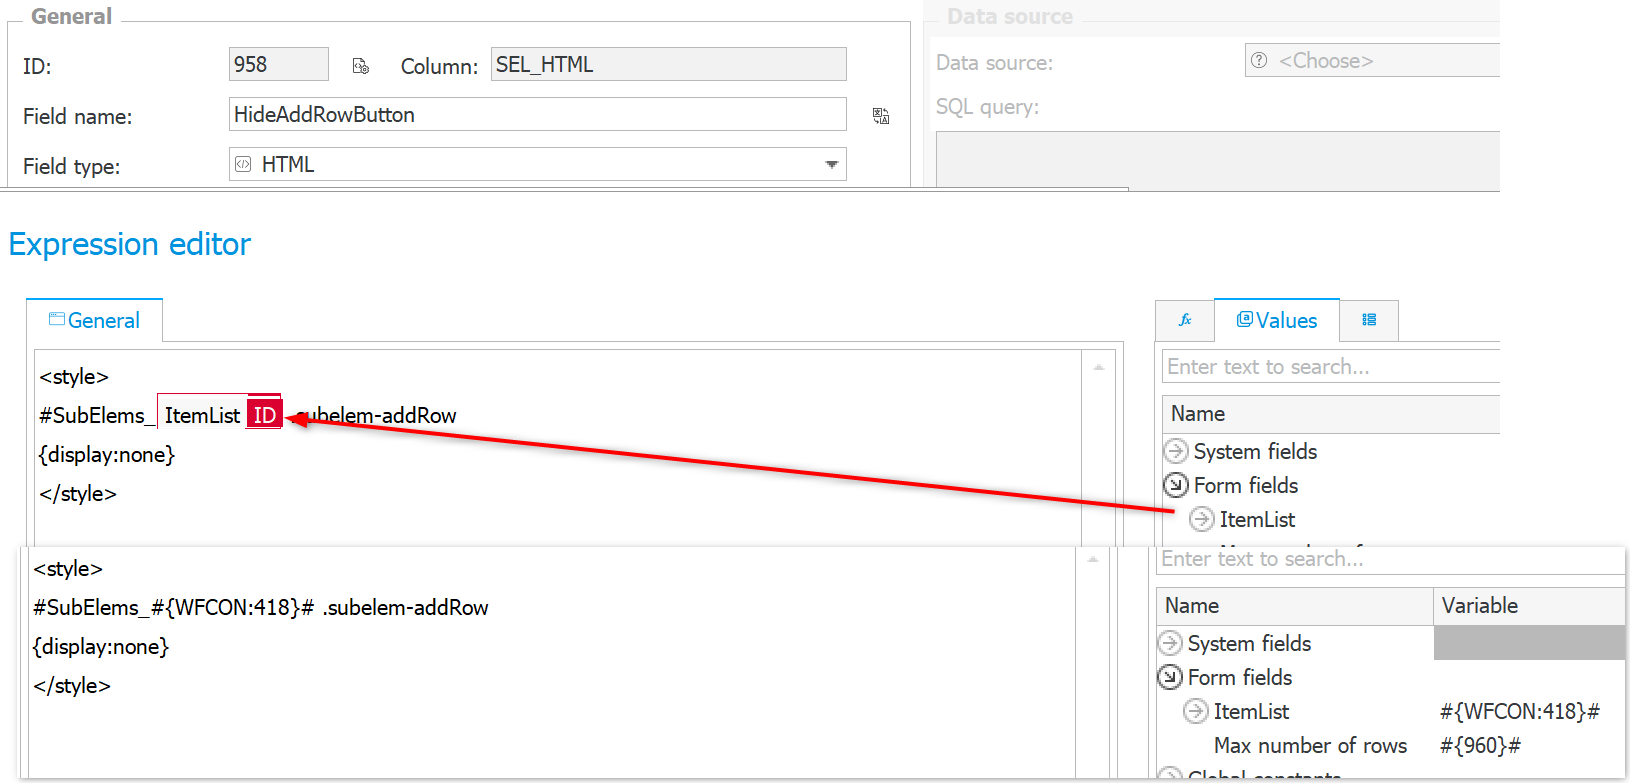 General
Data source
ID:
958
Column:
SEL_HTML
Data source:
<Choose>
Field name:
HideAddRowButton
SQL query:
Field type:
HTML
Expression editor
General
fx
Values
<style>
#SubElems_ ItemList ID .subelem-addRow
{display:none}
</style>
Enter text to search...
Name
System fields
Form fields
ItemList
<style>
#SubElems_#{WFCON:418}# .subelem-addRow
{display:none}
</style>
Enter text to search...
Name
Variable
System fields
Form fields
ItemList
#{WFCON:418}#
Max number of rows
#{960}#
Global constants